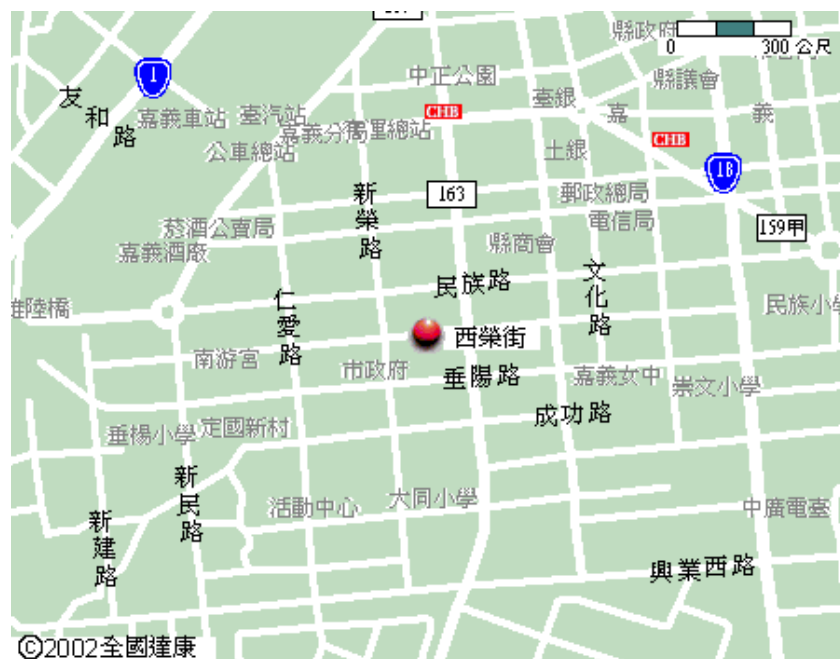 縣政府
0 300 公尺
1
中正公園
縣議會
友和路
嘉義車站
臺汽站
臺銀
CHB
嘉義
嘉義分局
運總站
CHB
公車總站
土銀
1B
新榮路
163
郵政總局
菸酒公賣局
電信局
159甲
嘉義酒廠
縣商會
民族路
文化路
仁愛路
陸橋
民族小學
西榮街
南游宮
市政府
垂陽路
嘉義女中
崇文小學
成功路
垂楊小學
定國新村
新民路
活動中心
大同小學
中廣電臺
新建路
興業西路
©2002全國達康